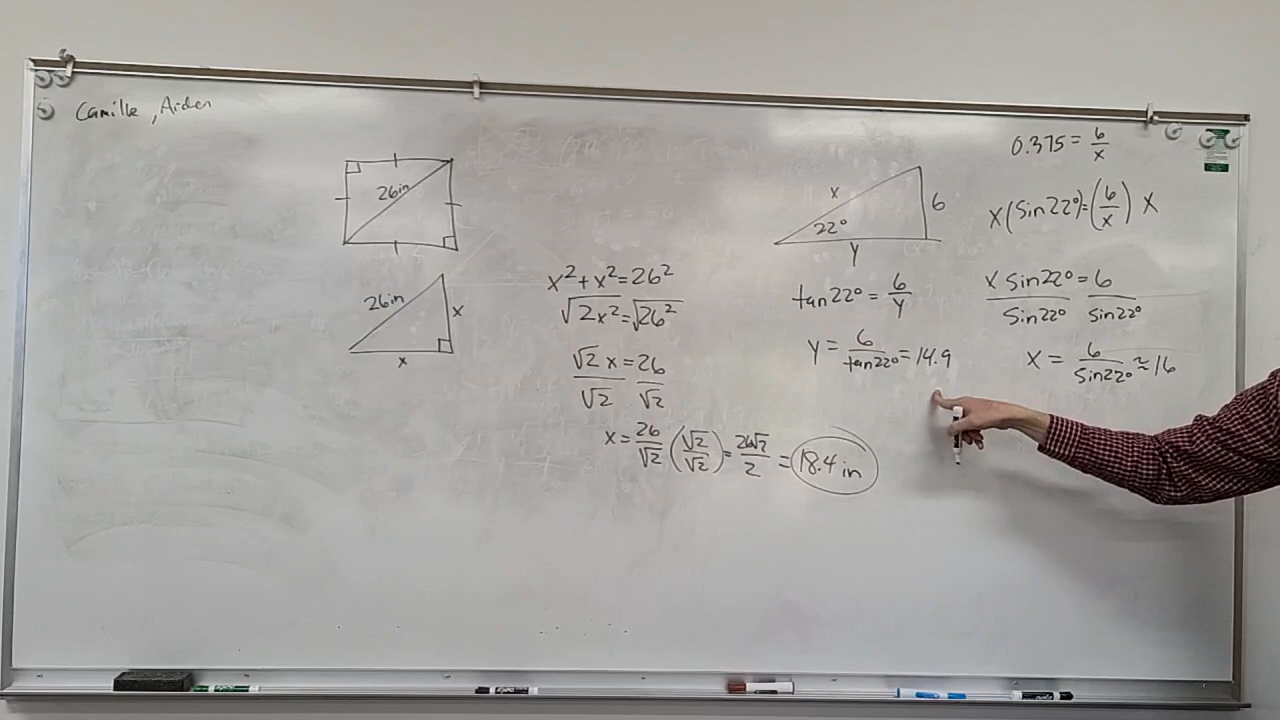 Camille, Aiden
26in
26in
x
x
x² + x² = 26²
√2x² = √26²
√2 x = 26
√2 √2
x = 26/√2 (√2/√2) = 26√2/2 = 18.4 in
x
6
22°
y
tan22° = 6/y
y = 6/tan22° = 14.9
0.375 = 6/x
x(Sin22°) = (6/x) x
x Sin22° = 6
Sin22° Sin22°
x = 6/Sin22° ≈ 16